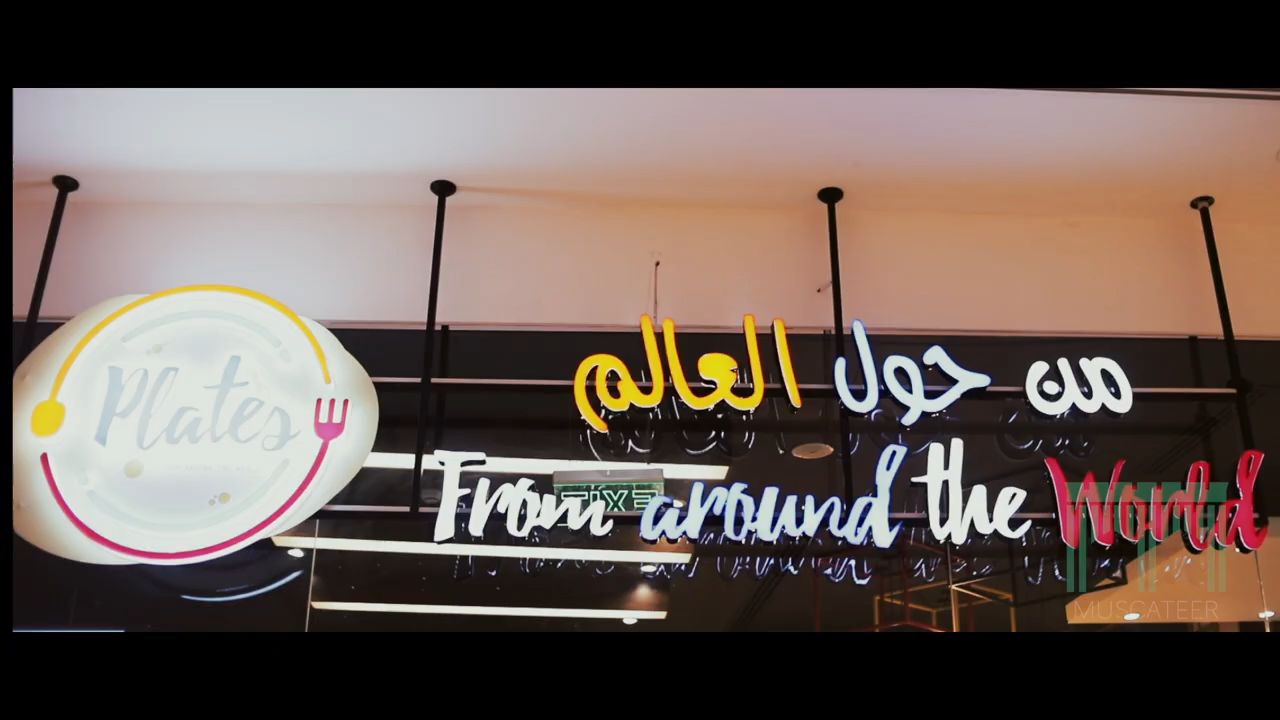 Plates
من حول العالم
From around the World
EXIT
MUSCATEER